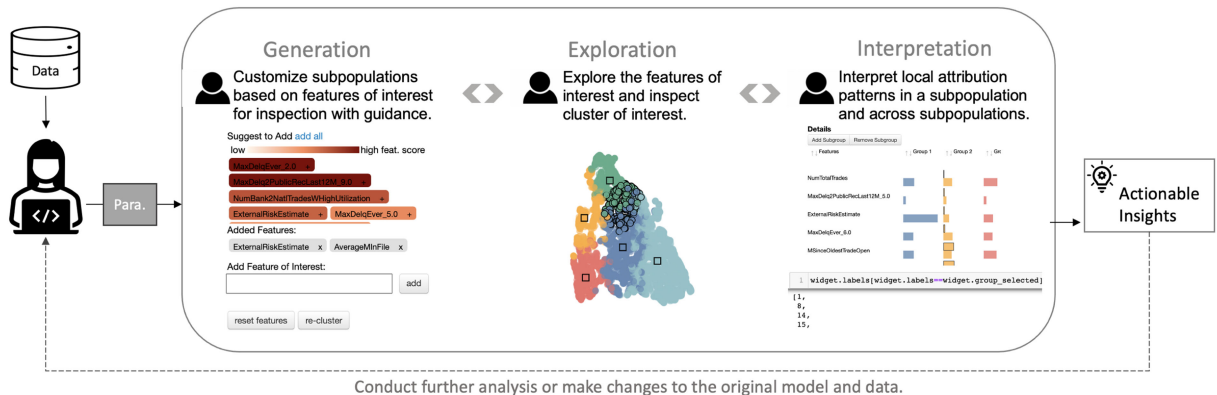 Data
</>
Para.
Generation
Customize subpopulations
based on features of interest
for inspection with guidance.
Suggest to Add add all
low high feat. score
MaxDelqEver_2.0 +
MaxDelq2PublicRecLast12M_9.0 +
NumBank2NatlTradesWHighUtilization +
ExternalRiskEstimate + MaxDelqEver_5.0 +
Added Features:
ExternalRiskEstimate x AverageMInFile x
Add Feature of Interest:
add
reset features re-cluster
Exploration
Explore the features of
interest and inspect
cluster of interest.
Interpretation
Interpret local attribution
patterns in a subpopulation
and across subpopulations.
Details
Add Subgroup Remove Subgroup
↑↓ Features ↑↓ Group 1 ↑↓ Group 2 ↑↓ Gr
NumTotalTrades
MaxDelq2PublicRecLast12M_5.0
ExternalRiskEstimate
MaxDelqEver_6.0
MSinceOldestTradeOpen
1 widget.labels[widget.labels==widget.group_selected]
[1,
8,
14,
15,
Actionable
Insights
Conduct further analysis or make changes to the original model and data.